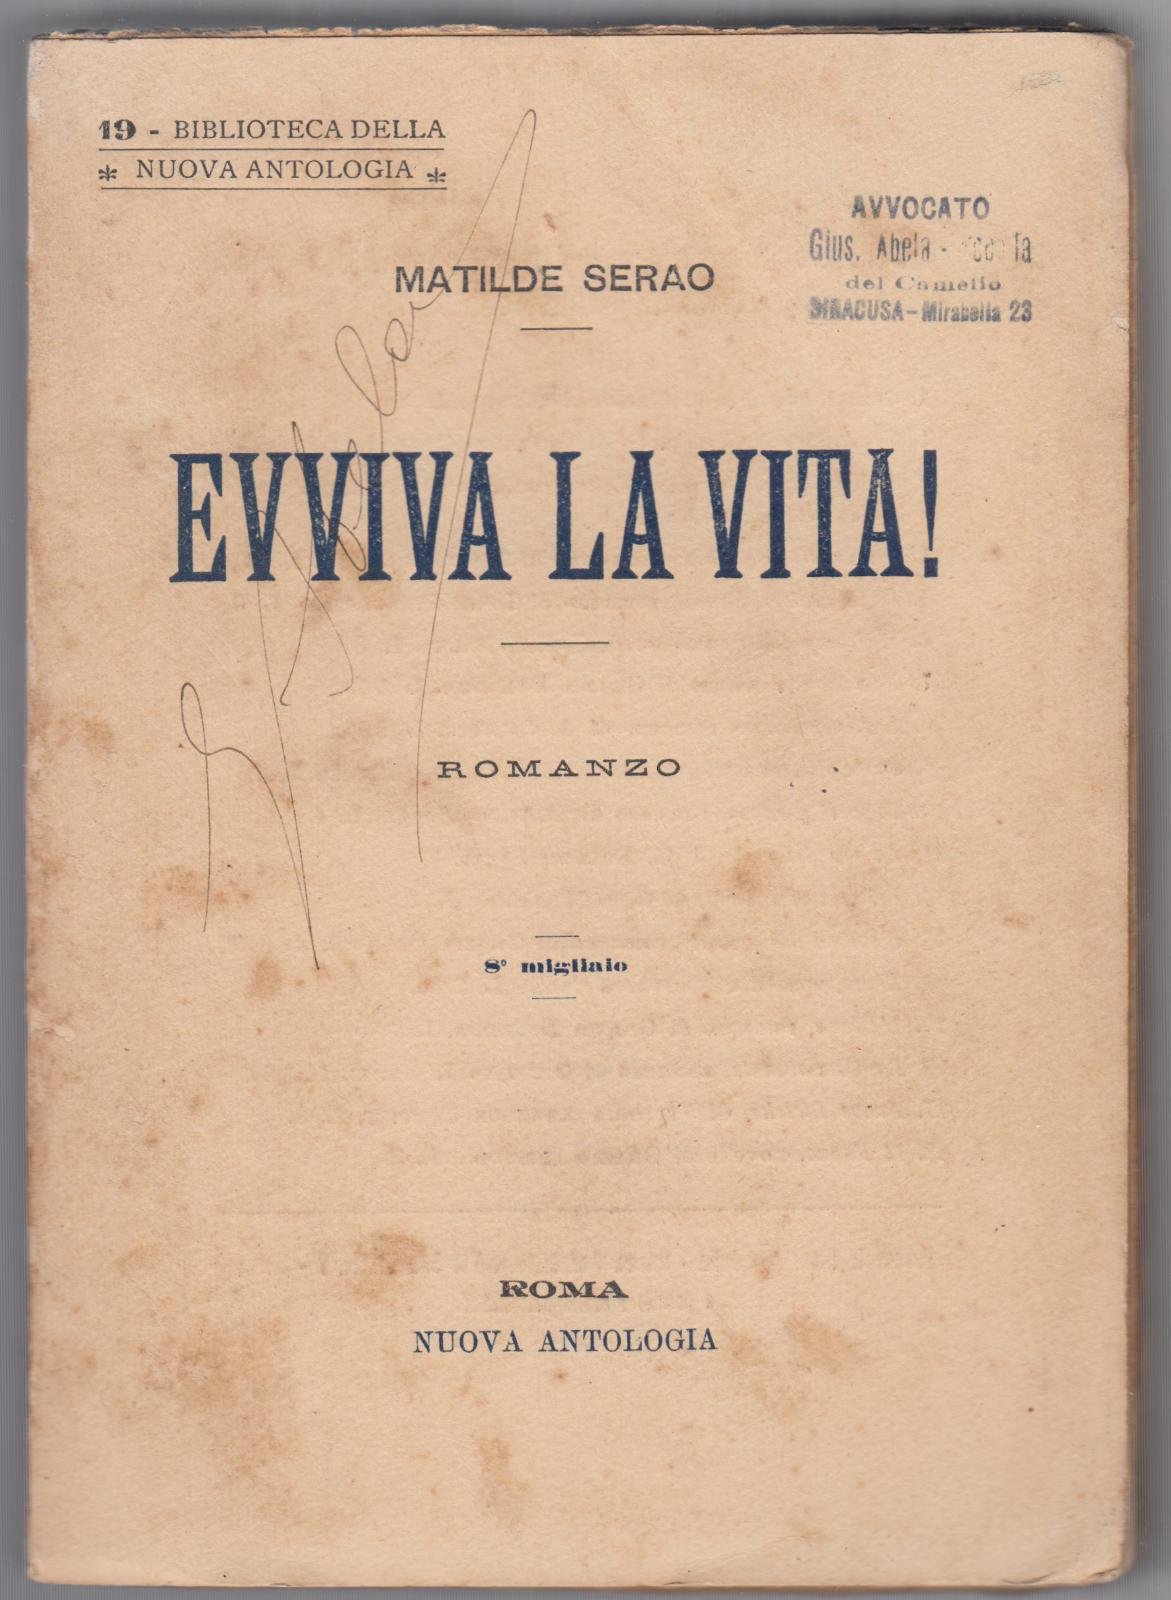 19 - BIBLIOTECA DELLA
NUOVA ANTOLOGIA
AVVOCATO
Gius. Abela -
del Camelio
SIRACUSA - Mirabella 23
MATILDE SERAO
EVVIVA LA VITA!
ROMANZO
8° migliaio
ROMA
NUOVA ANTOLOGIA